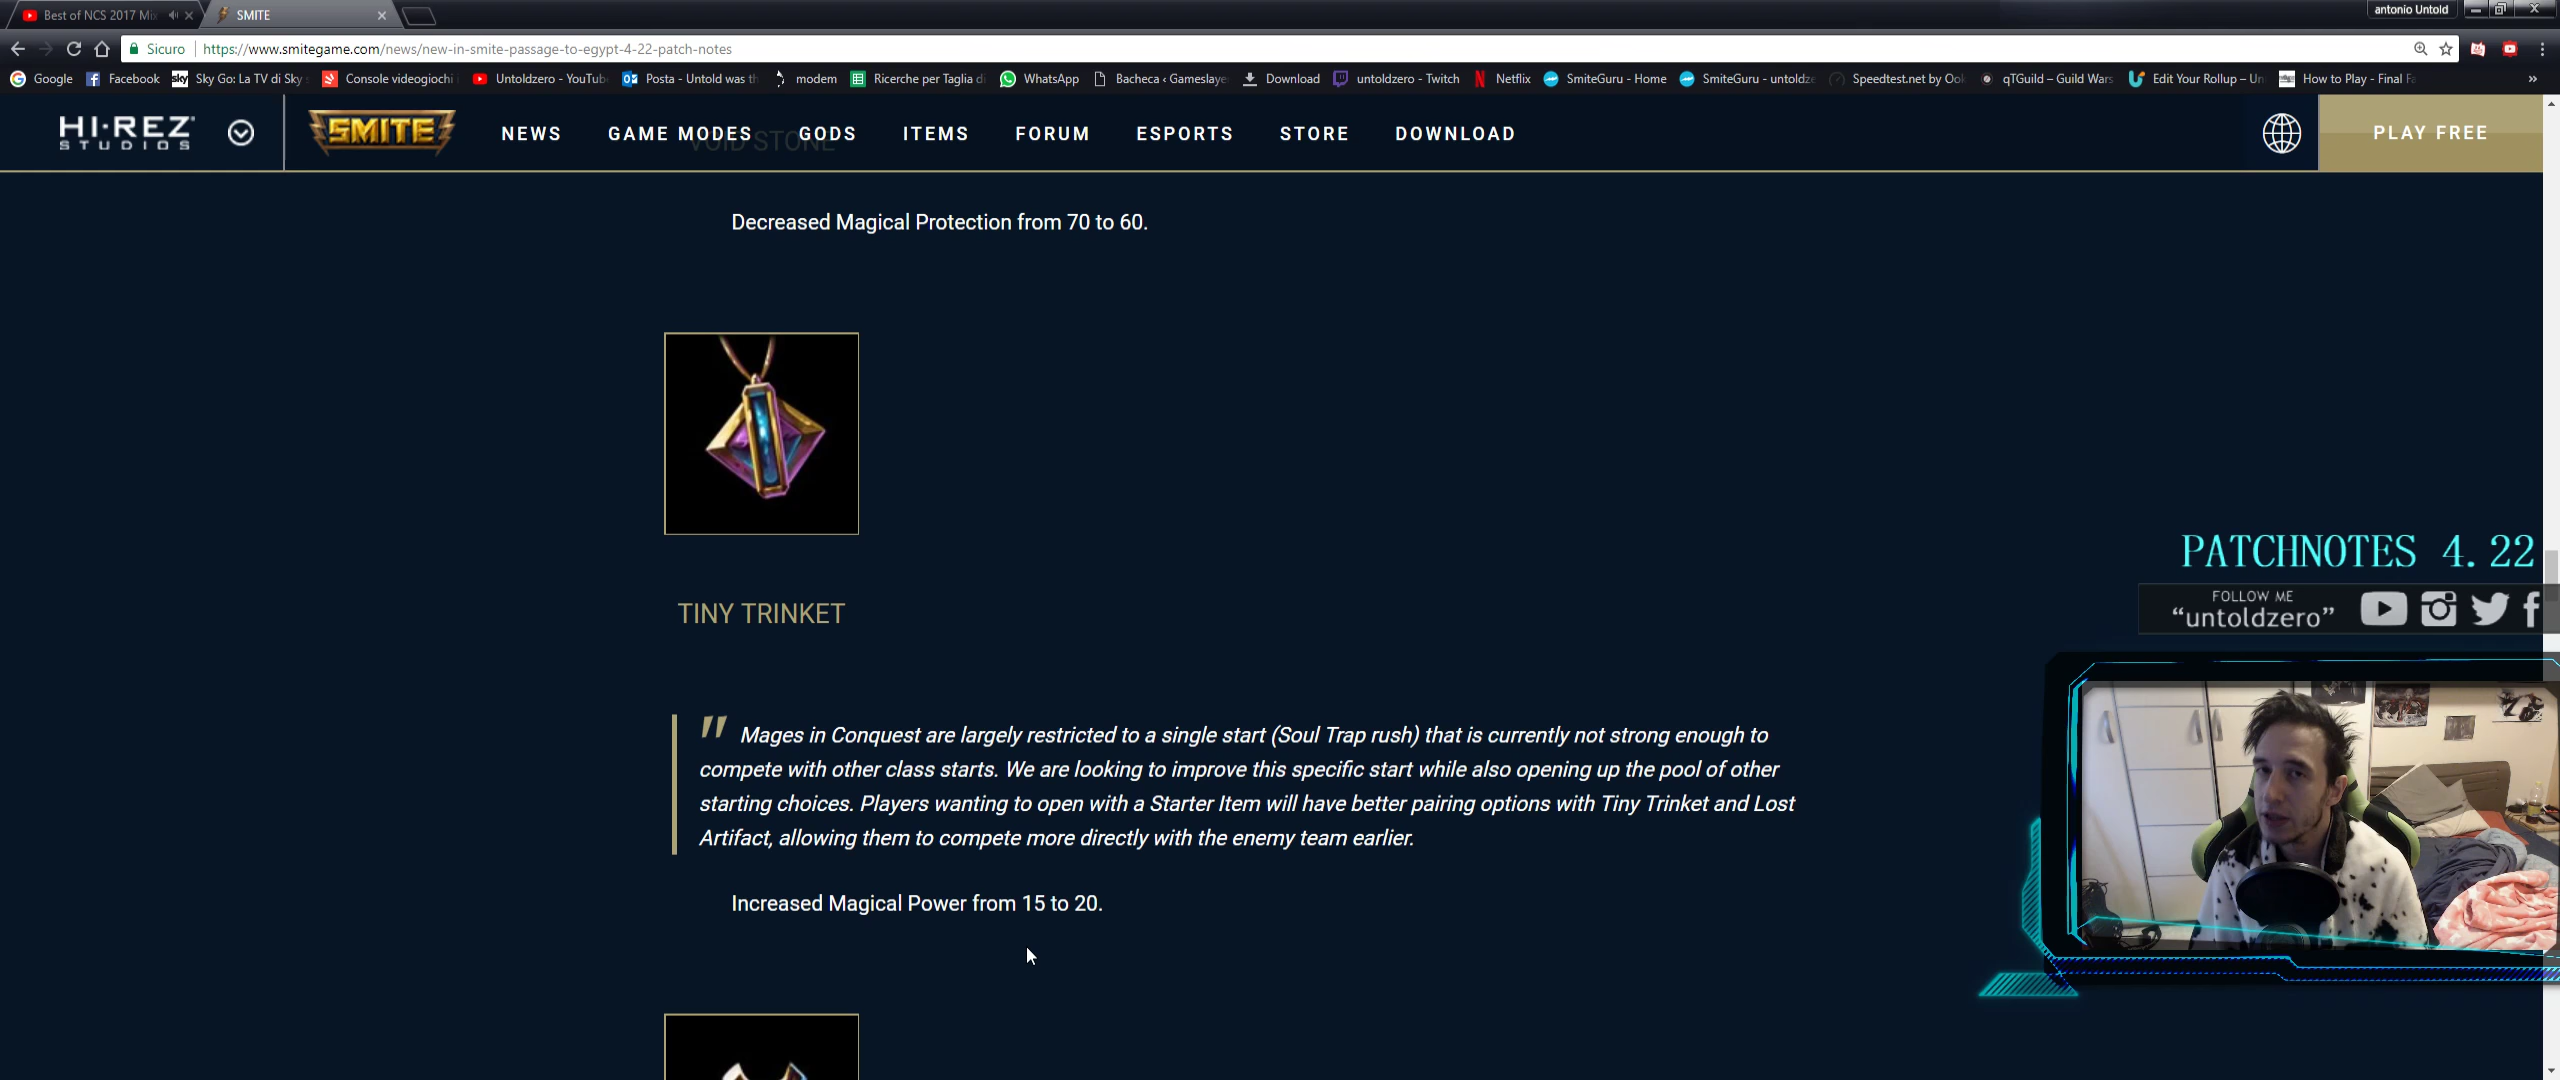 Best of NCS 2017 Mix
SMITE
antonio Untold
Sicuro
https://www.smitegame.com/news/new-in-smite-passage-to-egypt-4-22-patch-notes
Google
Facebook
sky
Sky Go: La TV di Sky
Console videogiochi
Untoldzero - YouTub
Posta - Untold was th
modem
Ricerche per Taglia d
WhatsApp
Bacheca ‹ Gameslaye
Download
untoldzero - Twitch
Netflix
SmiteGuru - Home
SmiteGuru - untoldze
Speedtest.net by Ook
qTGuild – Guild Wars
Edit Your Rollup – Un
How to Play - Final Fa
»
HI-REZ
STUDIOS
SMITE
NEWS
GAME MODES
GODS
ITEMS
FORUM
ESPORTS
STORE
DOWNLOAD
PLAY FREE
VOID STONE
Decreased Magical Protection from 70 to 60.
TINY TRINKET
" Mages in Conquest are largely restricted to a single start (Soul Trap rush) that is currently not strong enough to
compete with other class starts. We are looking to improve this specific start while also opening up the pool of other
starting choices. Players wanting to open with a Starter Item will have better pairing options with Tiny Trinket and Lost
Artifact, allowing them to compete more directly with the enemy team earlier.
Increased Magical Power from 15 to 20.
PATCHNOTES 4.22
FOLLOW ME
“untoldzero”